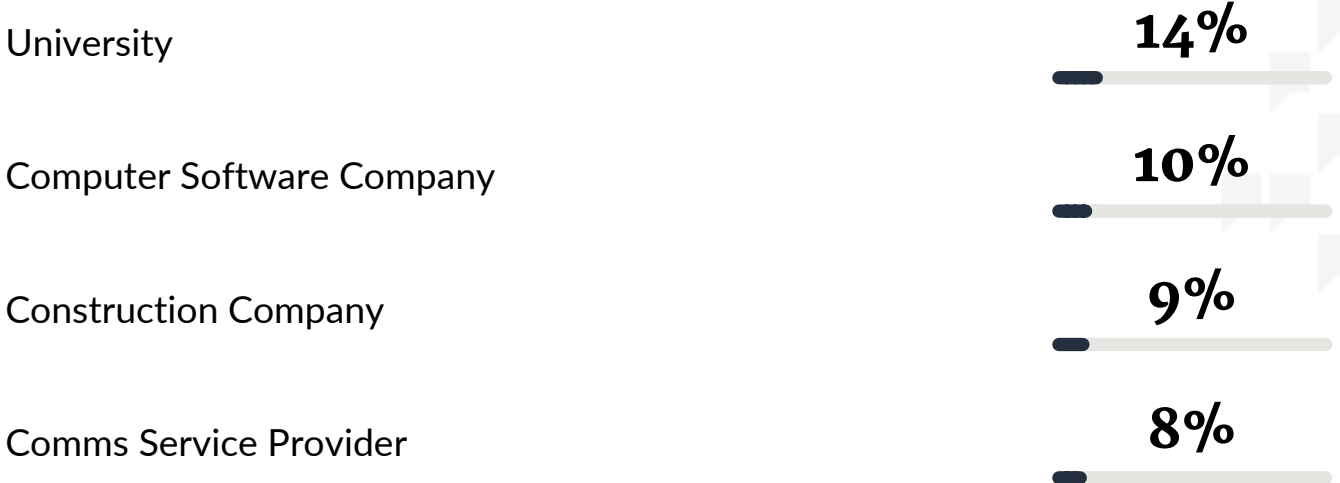 University
14%
Computer Software Company
10%
Construction Company
9%
Comms Service Provider
8%